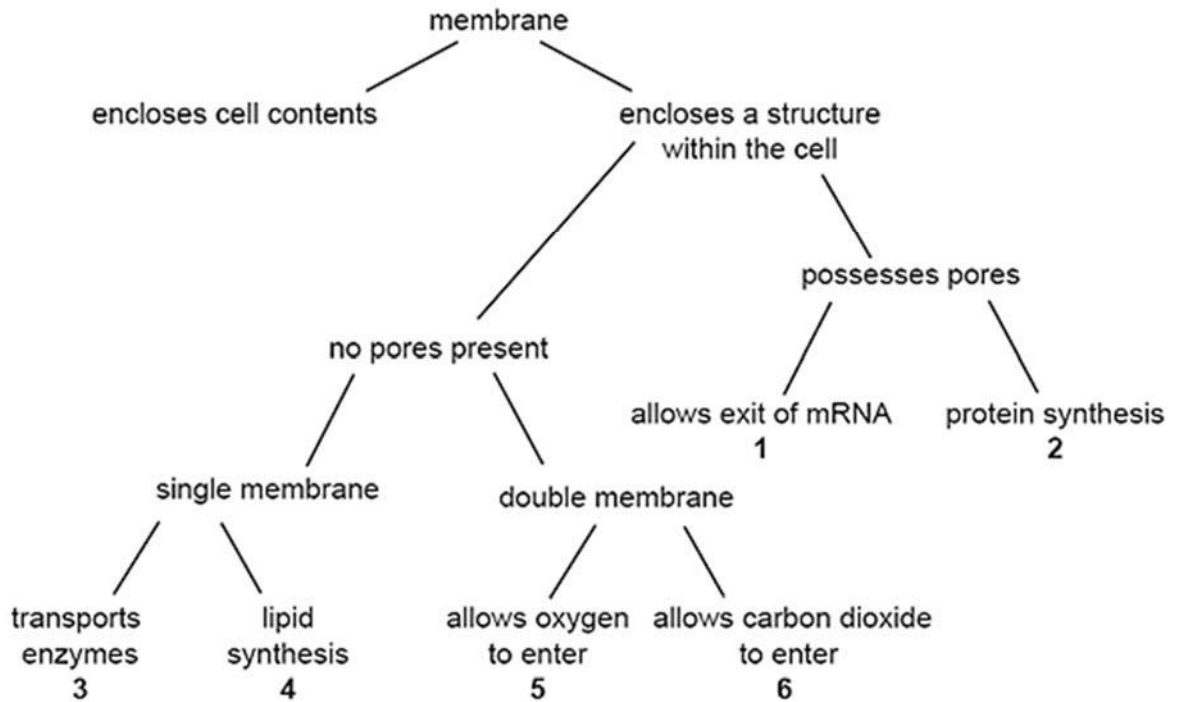 membrane
encloses cell contents
encloses a structure
within the cell
possesses pores
no pores present
allows exit of mRNA
1
protein synthesis
2
single membrane
double membrane
transports
enzymes
3
lipid
synthesis
4
allows oxygen
to enter
5
allows carbon dioxide
to enter
6